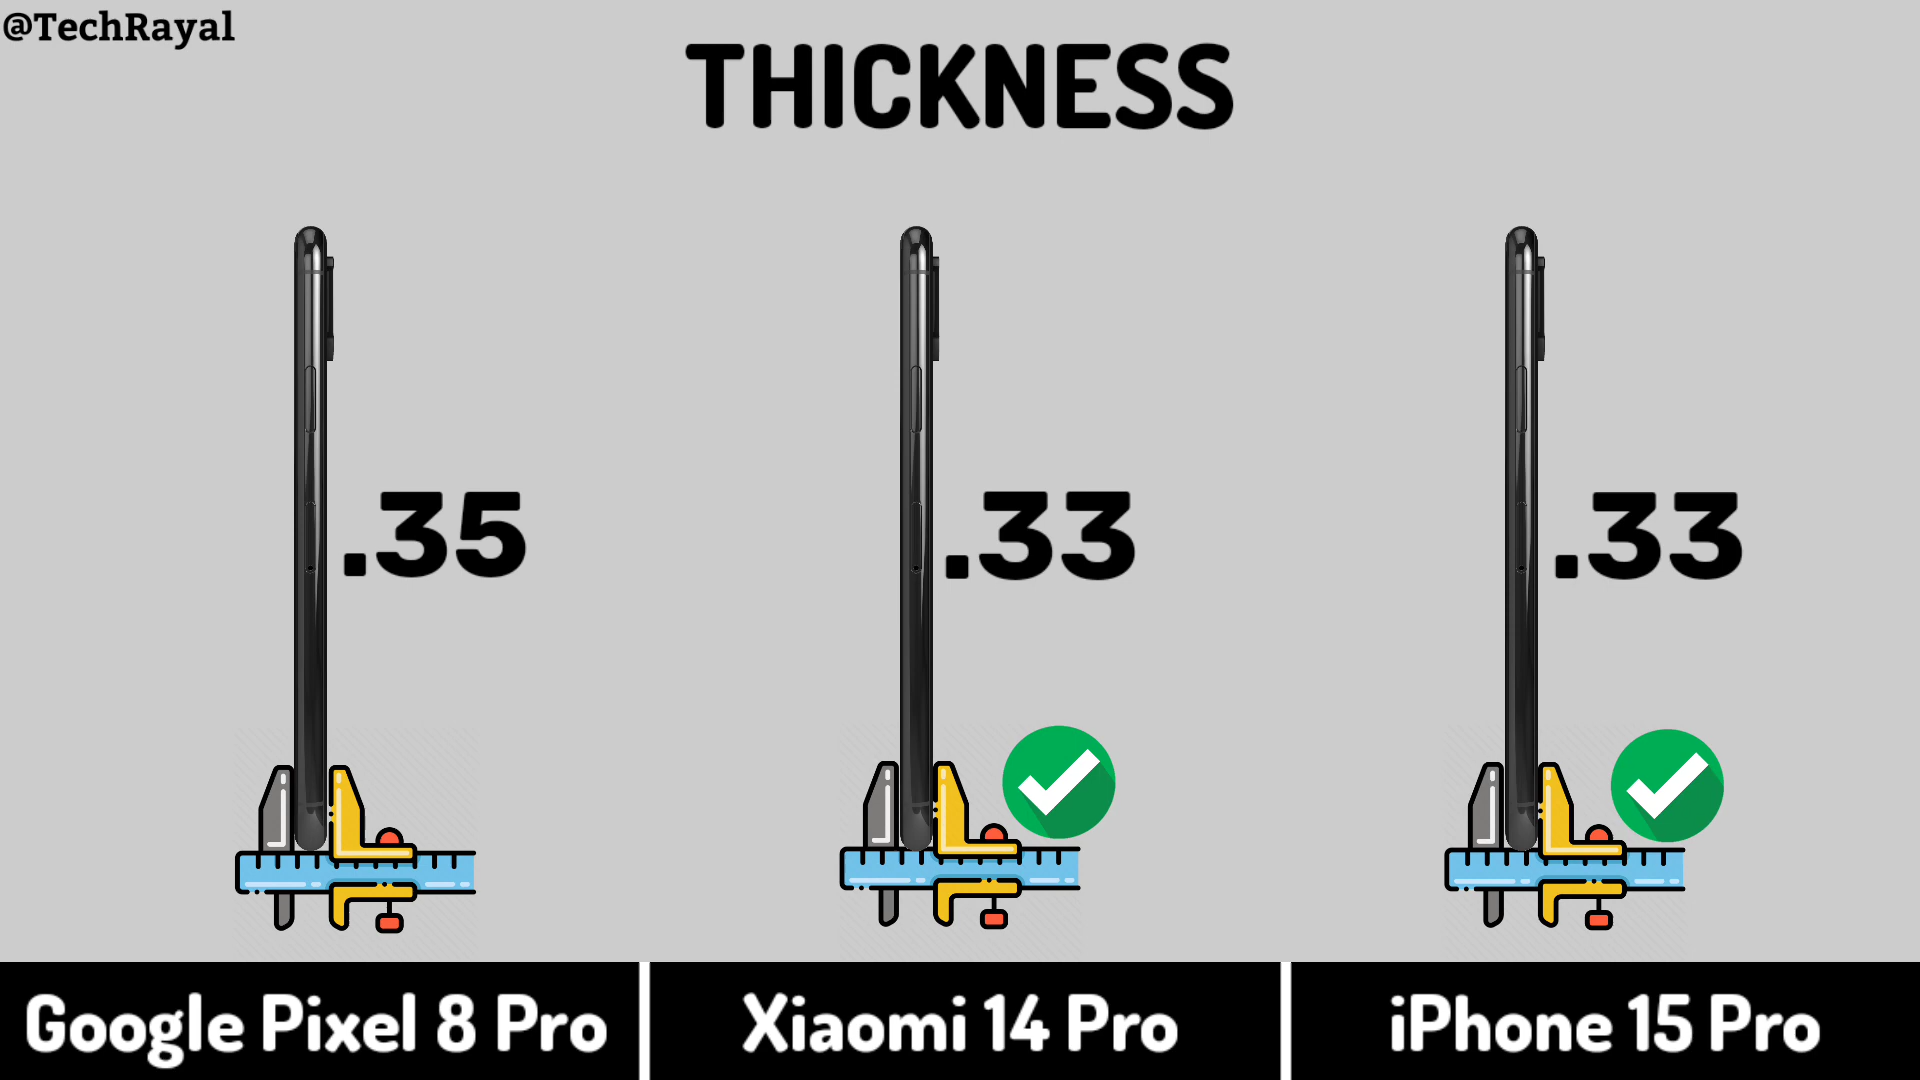 @TechRayal
THICKNESS
.35
.33
.33
Google Pixel 8 Pro
Xiaomi 14 Pro
iPhone 15 Pro